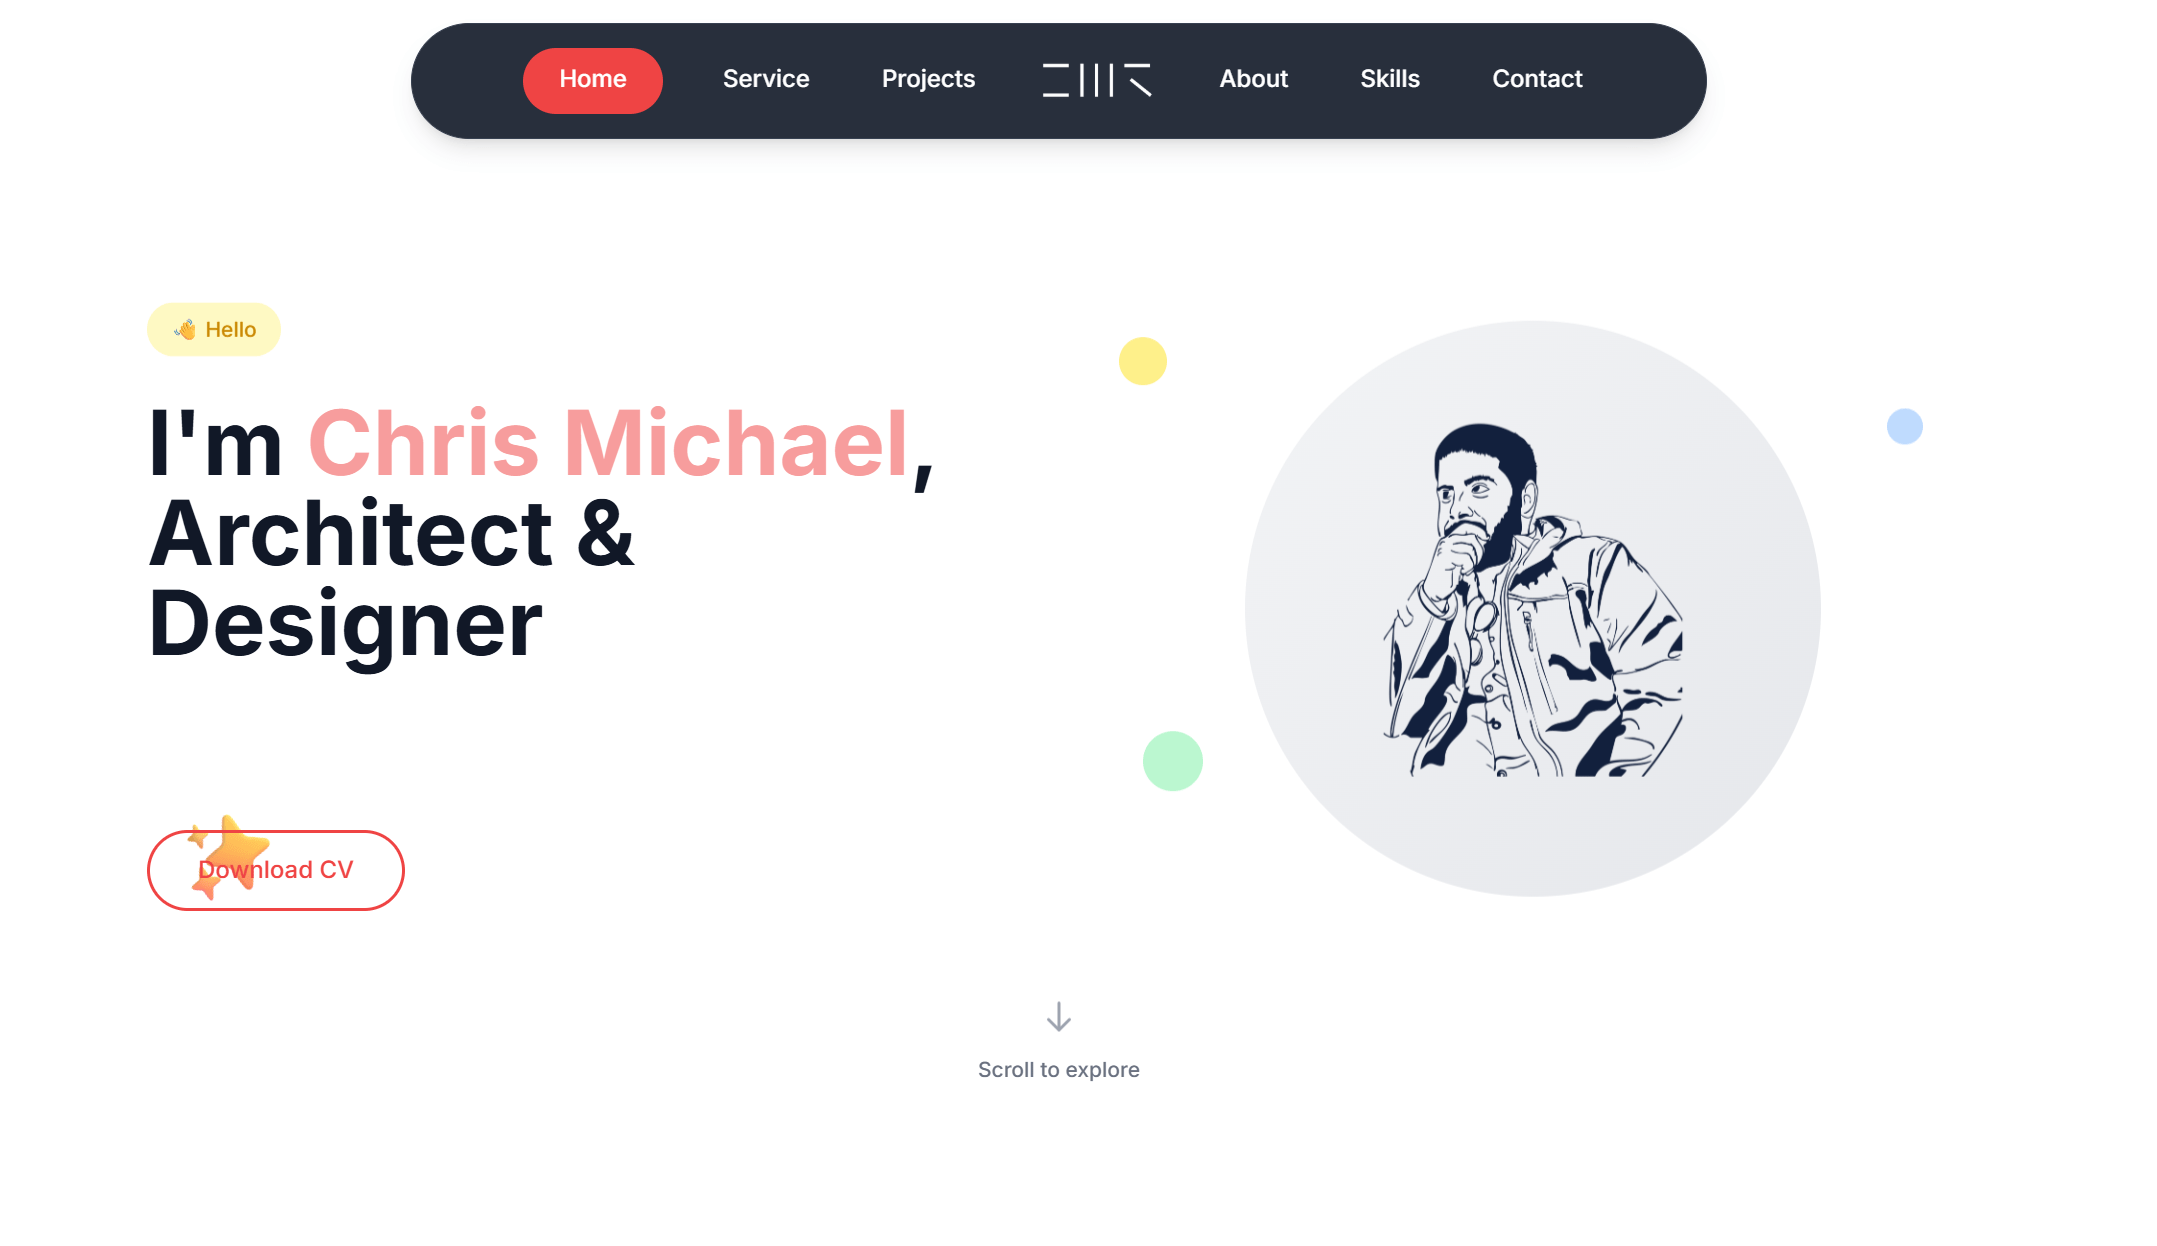 Home Service Projects About Skills Contact
👋 Hello
I'm Chris Michael,
Architect &
Designer
Download CV
Scroll to explore